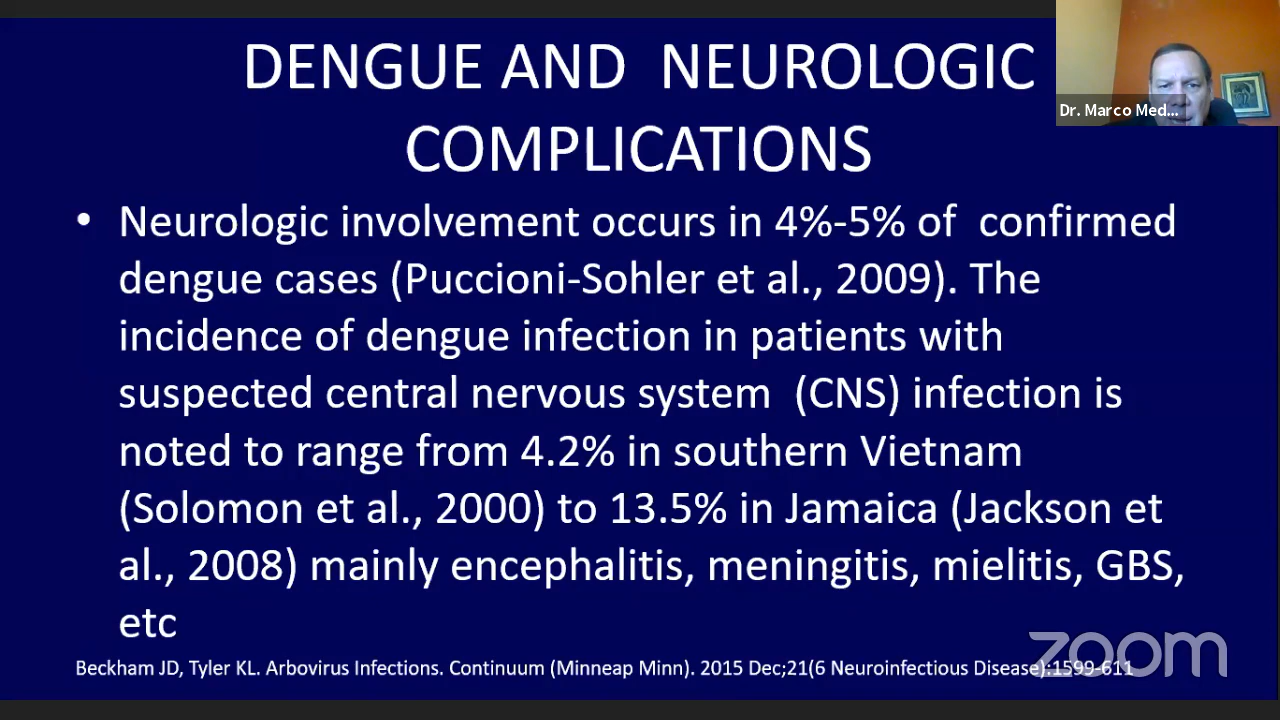 DENGUE AND NEUROLOGIC
COMPLICATIONS
Dr. Marco Med...
• Neurologic involvement occurs in 4%-5% of confirmed
dengue cases (Puccioni-Sohler et al., 2009). The
incidence of dengue infection in patients with
suspected central nervous system (CNS) infection is
noted to range from 4.2% in southern Vietnam
(Solomon et al., 2000) to 13.5% in Jamaica (Jackson et
al., 2008) mainly encephalitis, meningitis, mielitis, GBS,
etc
Beckham JD, Tyler KL. Arbovirus Infections. Continuum (Minneap Minn). 2015 Dec;21(6 Neuroinfectious Disease):1599-611
zoom